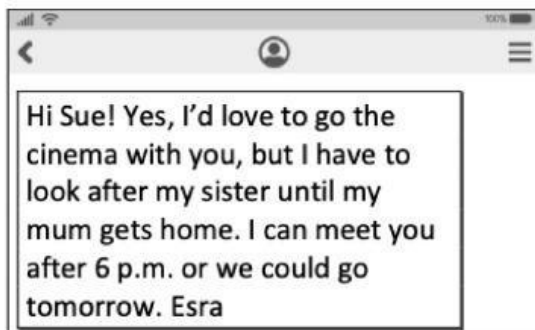 100%
Hi Sue! Yes, I'd love to go the
cinema with you, but I have to
look after my sister until my
mum gets home. I can meet you
after 6 p.m. or we could go
tomorrow. Esra